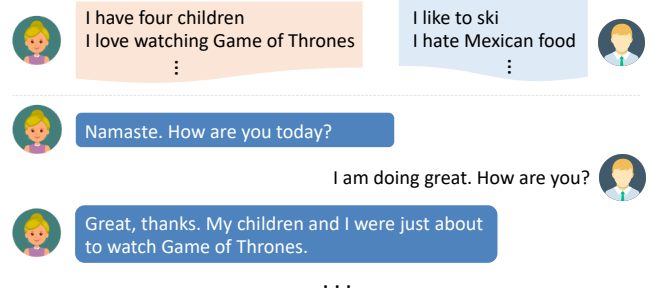 I have four children
I love watching Game of Thrones
⋮
I like to ski
I hate Mexican food
⋮
Namaste. How are you today?
I am doing great. How are you?
Great, thanks. My children and I were just about
to watch Game of Thrones.
...